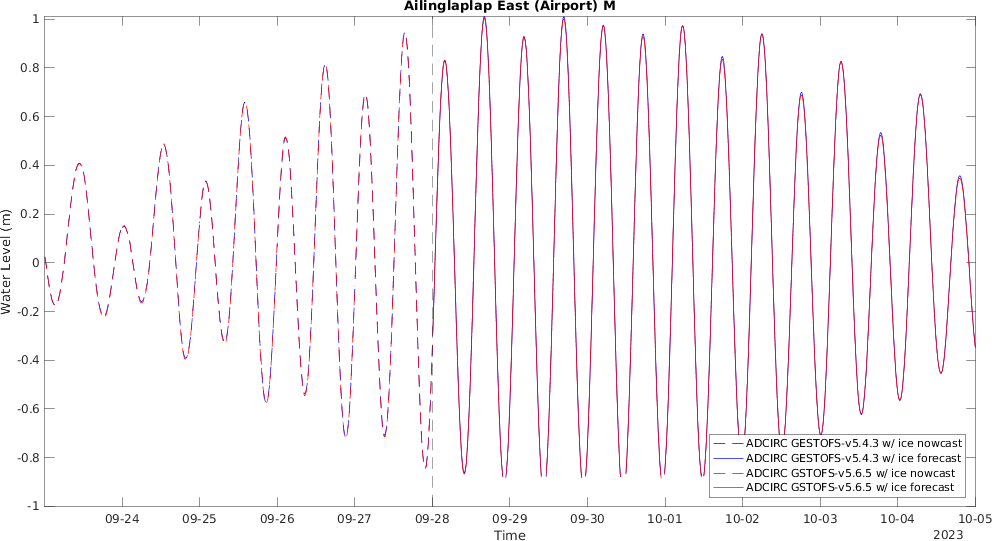 Ailinglaplap East (Airport) M
Water Level (m)
1
0.8
0.6
0.4
0.2
0
-0.2
-0.4
-0.6
-0.8
-1
ADCIRC GESTOFS-v5.4.3 w/ ice nowcast
ADCIRC GESTOFS-v5.4.3 w/ ice forecast
ADCIRC GSTOFS-v5.6.5 w/ ice nowcast
ADCIRC GSTOFS-v5.6.5 w/ ice forecast
09-24 09-25 09-26 09-27 09-28 09-29 09-30 10-01 10-02 10-03 10-04 10-05
Time
2023